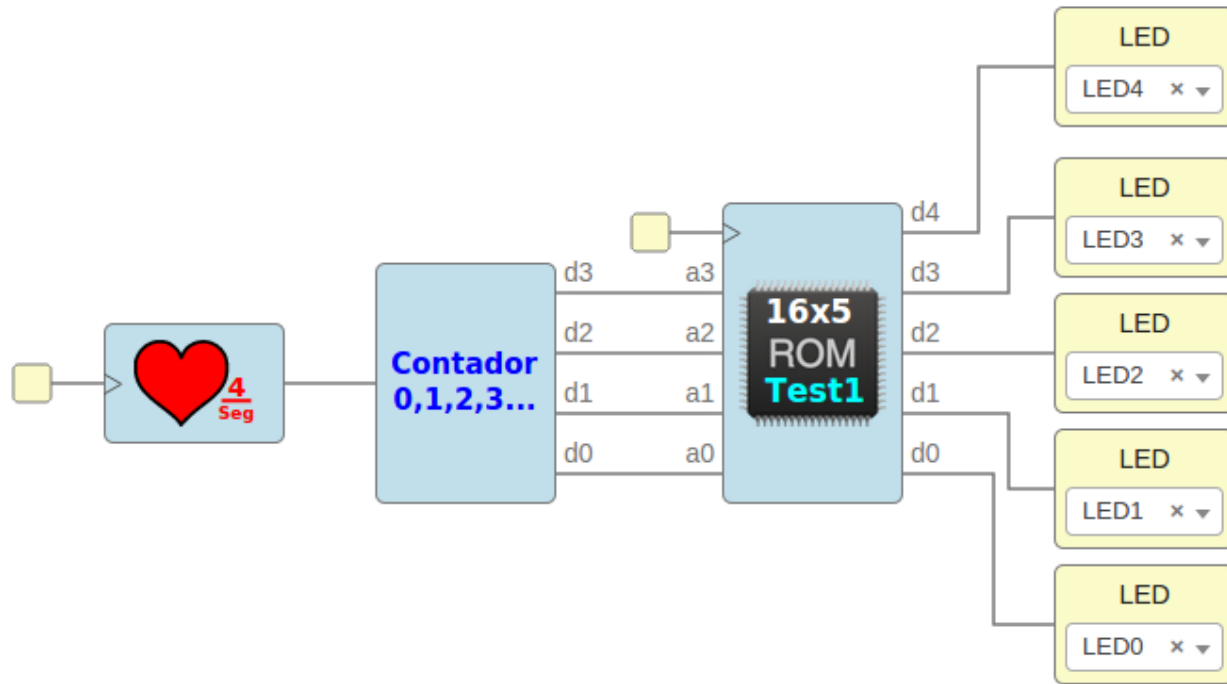 LED
LED4
LED
LED3
LED
LED2
LED
LED1
LED
LED0
4
Seg
Contador
0,1,2,3...
d3
d2
d1
d0
a3
a2
a1
a0
16x5
ROM
Test1
d4
d3
d2
d1
d0